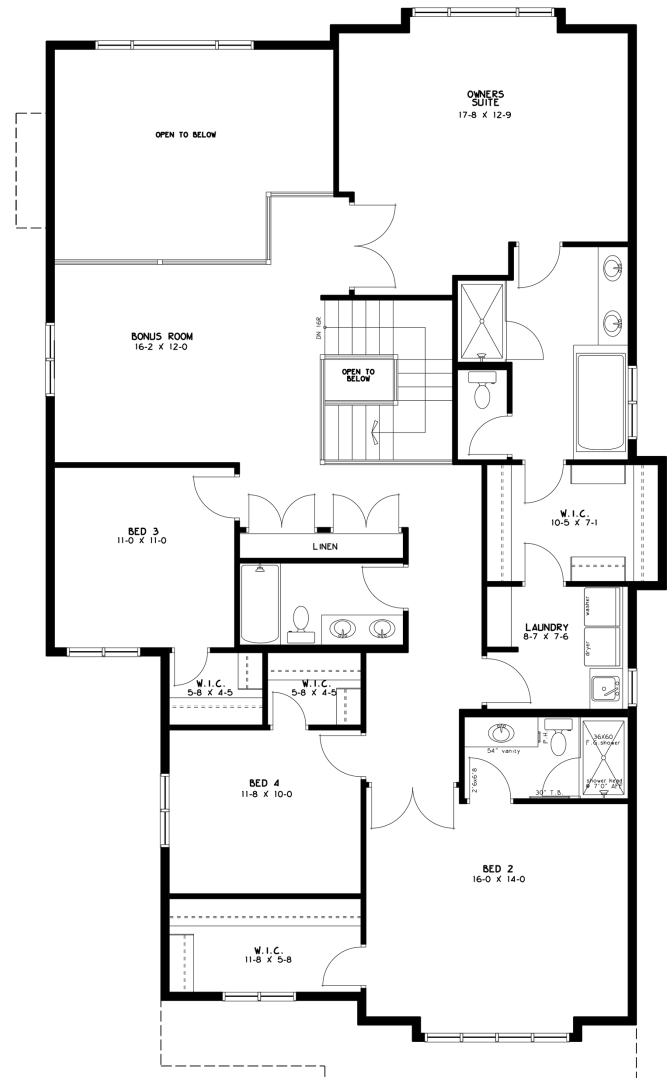 OWNERS
SUITE
17-8 X 12-9
OPEN TO BELOW
BONUS ROOM
16-2 X 12-0
DN 16R
OPEN TO
BELOW
BED 3
11-0 X 11-0
LINEN
W.I.C.
10-5 X 7-1
washer
LAUNDRY
8-7 X 7-6
dryer
W.I.C.
5-8 X 4-5
W.I.C.
5-8 X 4-5
54" vanity
P.H.
36X60
F.G. shower
shower head
@ 7'0" AFF
2'6x6'8
30" T.B.
BED 4
11-8 X 10-0
BED 2
16-0 X 14-0
W.I.C.
11-8 X 5-8